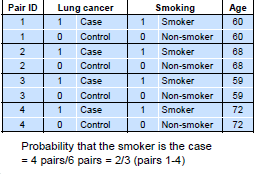 Pair ID Lung cancer Smoking Age
1 1 Case 1 Smoker 60
1 0 Control 0 Non-smoker 60
2 1 Case 1 Smoker 68
2 0 Control 0 Non-smoker 68
3 1 Case 1 Smoker 59
3 0 Control 0 Non-smoker 59
4 1 Case 1 Smoker 72
4 0 Control 0 Non-smoker 72
Probability that the smoker is the case
= 4 pairs/6 pairs = 2/3 (pairs 1-4)